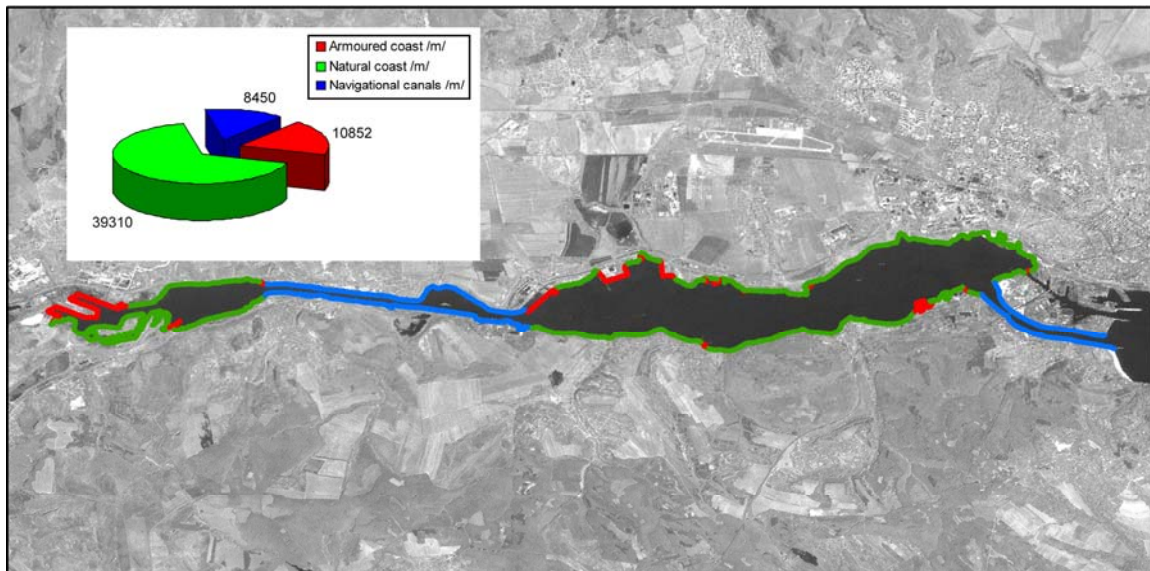 Armoured coast /m/
Natural coast /m/
Navigational canals /m/
8450
10852
39310